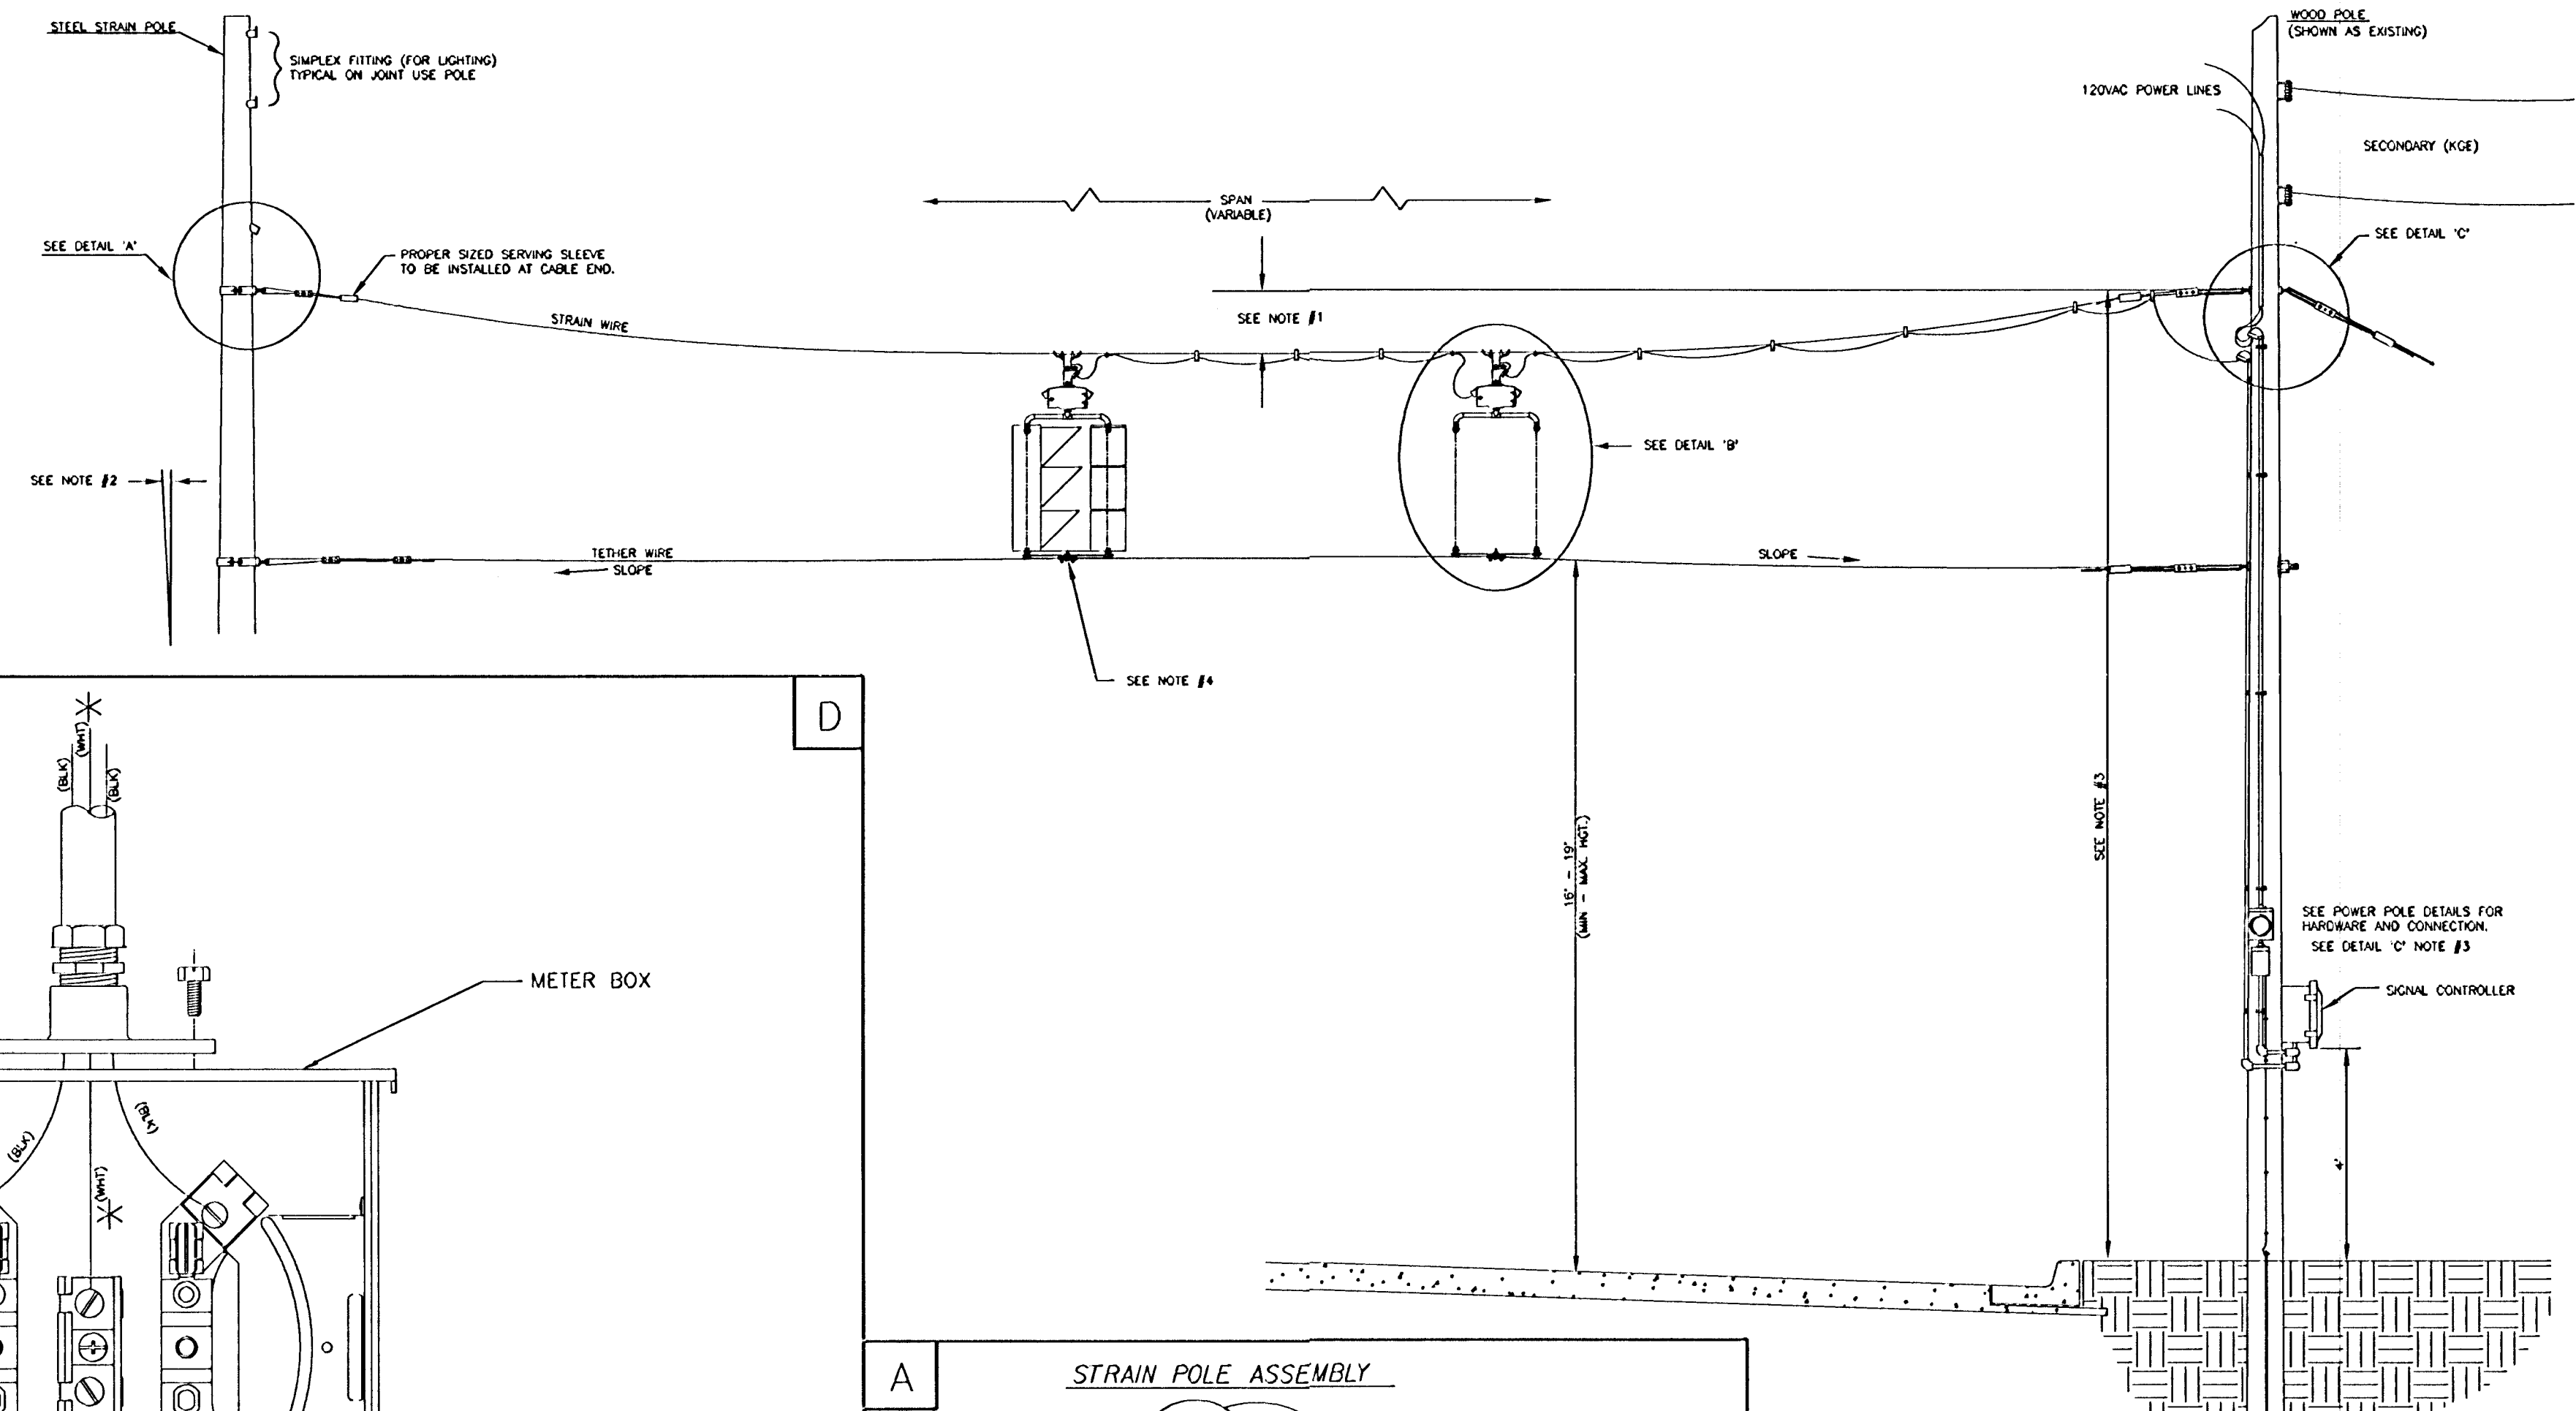 STEEL STRAIN POLE
SIMPLEX FITTING (FOR LIGHTING)
TYPICAL ON JOINT USE POLE
WOOD POLE
(SHOWN AS EXISTING)
120VAC POWER LINES
SECONDARY (KGE)
SPAN
(VARIABLE)
SEE DETAIL 'A'
PROPER SIZED SERVING SLEEVE
TO BE INSTALLED AT CABLE END.
SEE DETAIL 'C'
STRAIN WIRE
SEE NOTE #1
SEE DETAIL 'B'
SEE NOTE #2
TETHER WIRE
SLOPE
SLOPE
SEE NOTE #4
16' - 19'
(MIN - MAX. HGT.)
SEE NOTE #3
SEE POWER POLE DETAILS FOR
HARDWARE AND CONNECTION.
SEE DETAIL 'C' NOTE #3
SIGNAL CONTROLLER
4'
D
(BLK)
(WHT)
(BLK)
METER BOX
(BLK)
(BLK)
(WHT)
A
STRAIN POLE ASSEMBLY